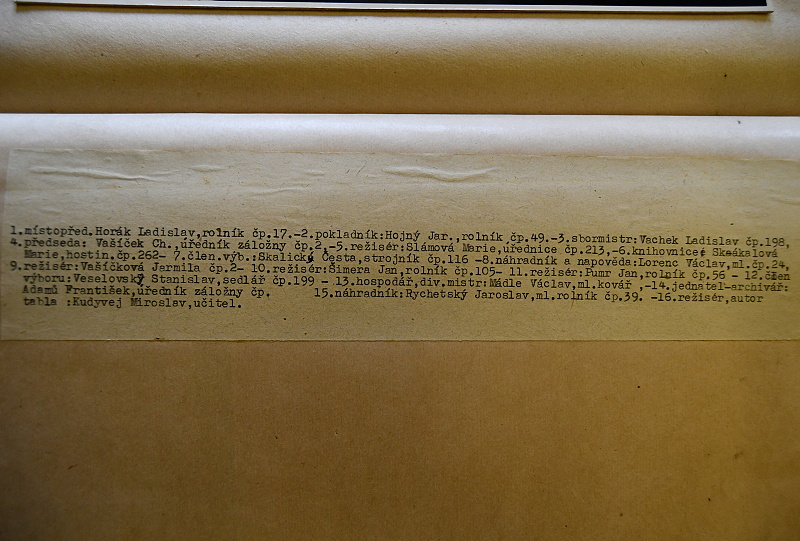 1.místopřed.Horák Ladislav,rolník čp.17.-2.pokladník:Hojný Jar.,rolník čp.49.-3.sbormistr:Vachek Ladislav čp.198,
4.předseda: Vašíček Ch.,úředník záložny čp.2,-5.režisér:Slámová Marie,úřednice čp.213,-6.knihovnice:
Marie,hostin.čp.262- 7.člen.výb.:Skalický Česta,strojník čp.116 -8.náhradník a napověda:Lorenc Václav,ml.čp.24,
9.režisér:Vašíčková Jermila čp.2- 10.režisér:Šimera Jan,rolník čp.105- 11.režisér:Pumr Jan,rolník čp.56 - 12.člen
výboru:Veselovský Stanislav,sedlář čp.199 - 13.hospodář,div.mistr:Mádle Václav,ml.kovář ,-14.jednatel-archivář:
Adamů František,úředník záložny čp. 15.náhradník:Rychetský Jaroslav,ml.rolník čp.39. -16.režisér,autor
tabla :Kudyvej Miroslav,učitel.